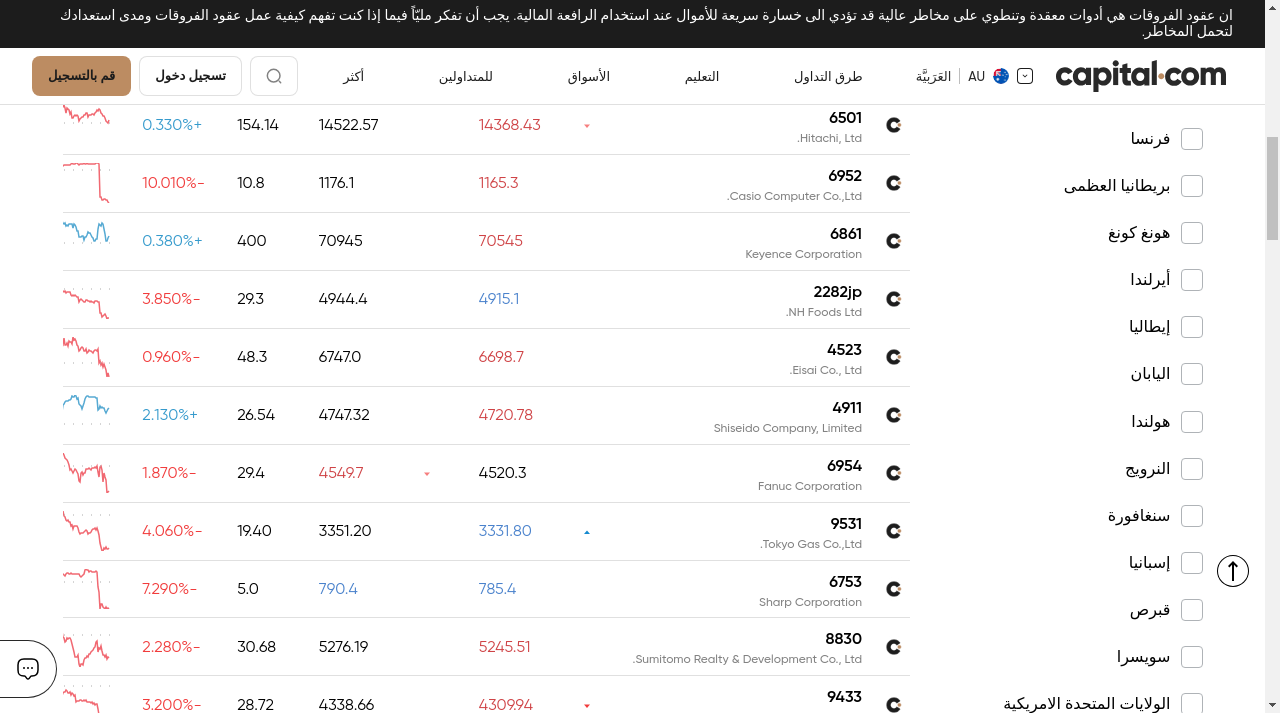 ان عقود الفروقات هي أدوات معقدة وتنطوي على مخاطر عالية قد تؤدي الى خسارة سريعة للأموال عند استخدام الرافعة المالية. يجب أن تفكر مليّاً فيما إذا كنت تفهم كيفية عمل عقود الفروقات ومدى استعدادك
لتحمل المخاطر.
capital.com
AU العَرَبيَّة
طرق التداول
التعليم
الأسواق
للمتداولين
أكثر
تسجيل دخول
قم بالتسجيل
فرنسا
بريطانيا العظمى
هونغ كونغ
أيرلندا
إيطاليا
اليابان
هولندا
النرويج
سنغافورة
إسبانيا
قبرص
سويسرا
الولايات المتحدة الامريكية
6501 14368.43 14522.57 154.14 0.330%+
.Hitachi, Ltd
6952 1165.3 1176.1 10.8 10.010%-
.Casio Computer Co.,Ltd
6861 70545 70945 400 0.380%+
Keyence Corporation
2282jp 4915.1 4944.4 29.3 3.850%-
.NH Foods Ltd
4523 6698.7 6747.0 48.3 0.960%-
.Eisai Co., Ltd
4911 4720.78 4747.32 26.54 2.130%+
Shiseido Company, Limited
6954 4520.3 4549.7 29.4 1.870%-
Fanuc Corporation
9531 3331.80 3351.20 19.40 4.060%-
.Tokyo Gas Co.,Ltd
6753 785.4 790.4 5.0 7.290%-
Sharp Corporation
8830 5245.51 5276.19 30.68 2.280%-
.Sumitomo Realty & Development Co., Ltd
9433 4309.94 4338.66 28.72 3.200%-